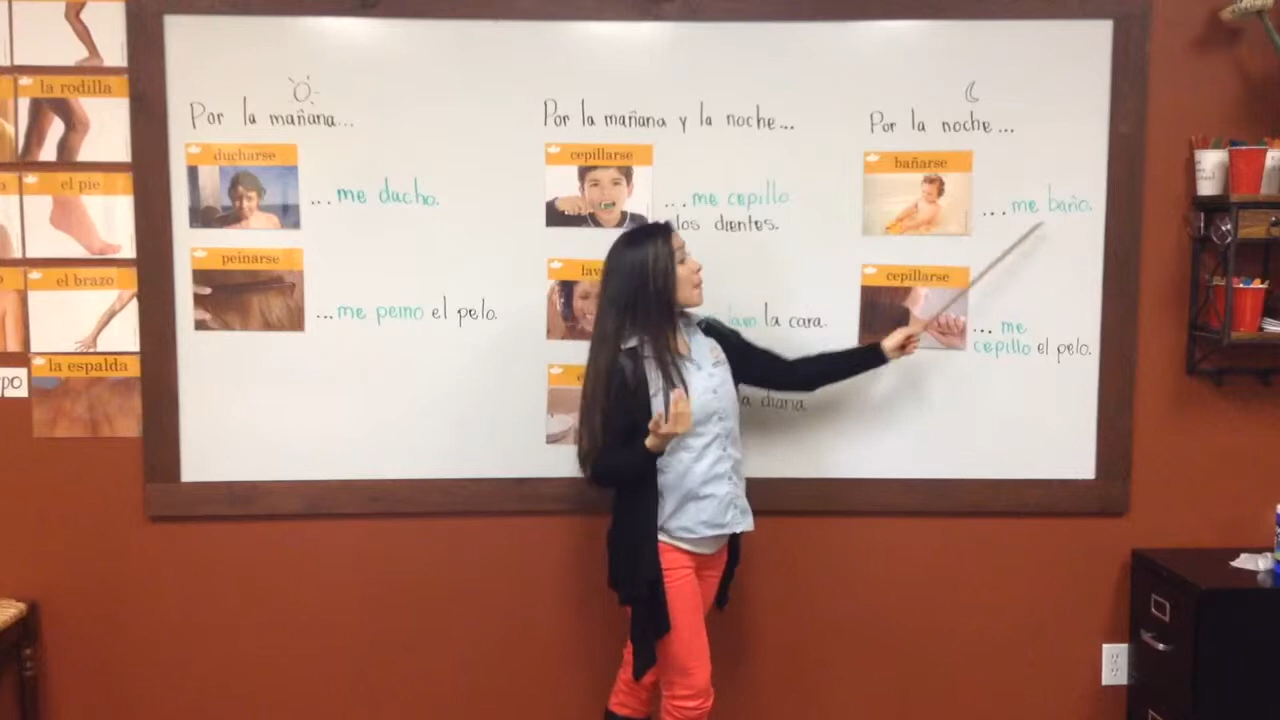 la rodilla
el pie
el brazo
la espalda
po
Por la mañana...
ducharse
...me ducho.
peinarse
...me peino el pelo.
Por la mañana y la noche...
cepillarse
...me cepillo
los dientes.
lav
lavo la cara.
a diaria
Por la noche...
bañarse
...me baño.
cepillarse
...me
cepillo el pelo.